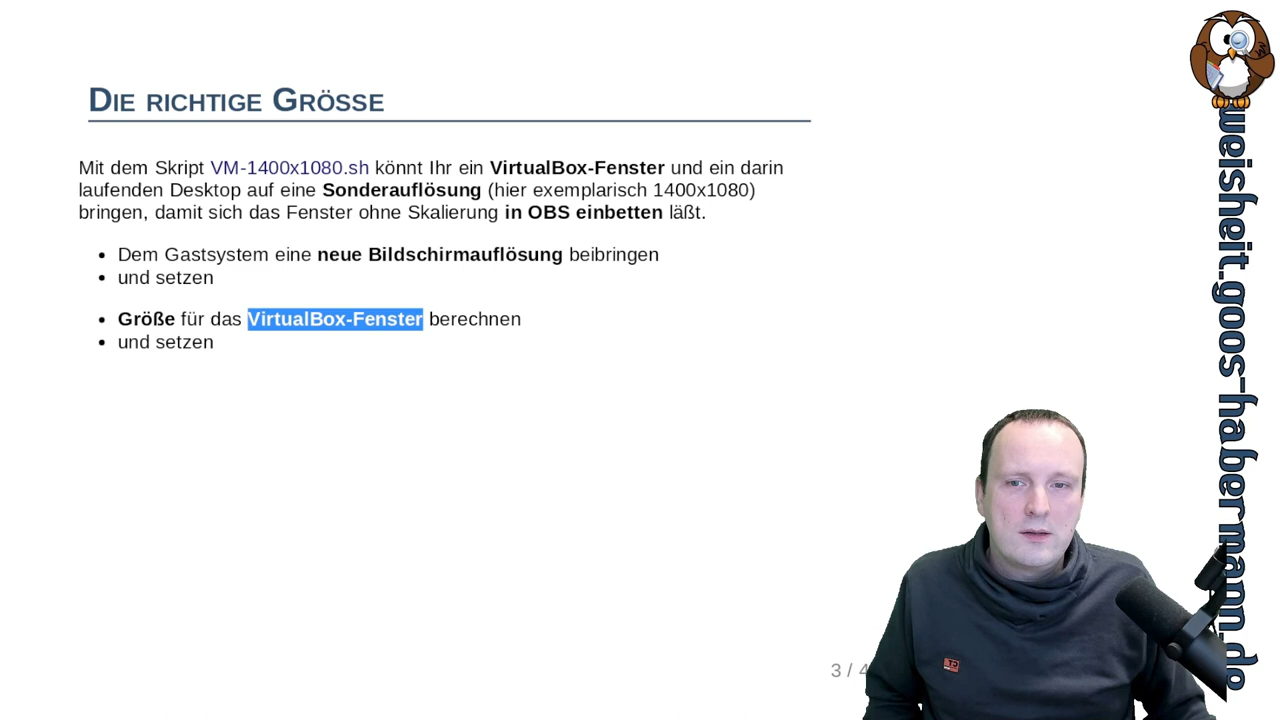 DIE RICHTIGE GRÖSSE
Mit dem Skript VM-1400x1080.sh könnt Ihr ein VirtualBox-Fenster und ein darin
laufenden Desktop auf eine Sonderauflösung (hier exemplarisch 1400x1080)
bringen, damit sich das Fenster ohne Skalierung in OBS einbetten läßt.
• Dem Gastsystem eine neue Bildschirmauflösung beibringen
• und setzen
• Größe für das VirtualBox-Fenster berechnen
• und setzen
3 / 4
weisheit.goos-habermann.de